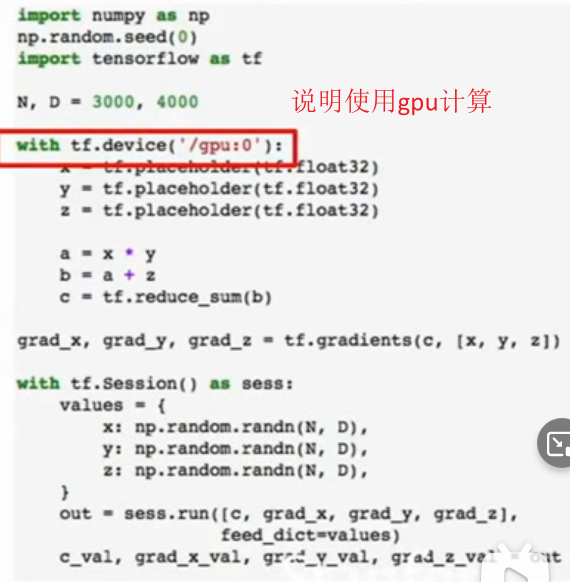 import numpy as np
np.random.seed(0)
import tensorflow as tf
N, D = 3000, 4000
说明使用gpu计算
with tf.device('/gpu:0'):
x = tf.placeholder(tf.float32)
y = tf.placeholder(tf.float32)
z = tf.placeholder(tf.float32)
a = x * y
b = a + z
c = tf.reduce_sum(b)
grad_x, grad_y, grad_z = tf.gradients(c, [x, y, z])
with tf.Session() as sess:
values = {
x: np.random.randn(N, D),
y: np.random.randn(N, D),
z: np.random.randn(N, D),
}
out = sess.run([c, grad_x, grad_y, grad_z],
feed_dict=values)
c_val, grad_x_val, grad_y_val, grad_z_val out